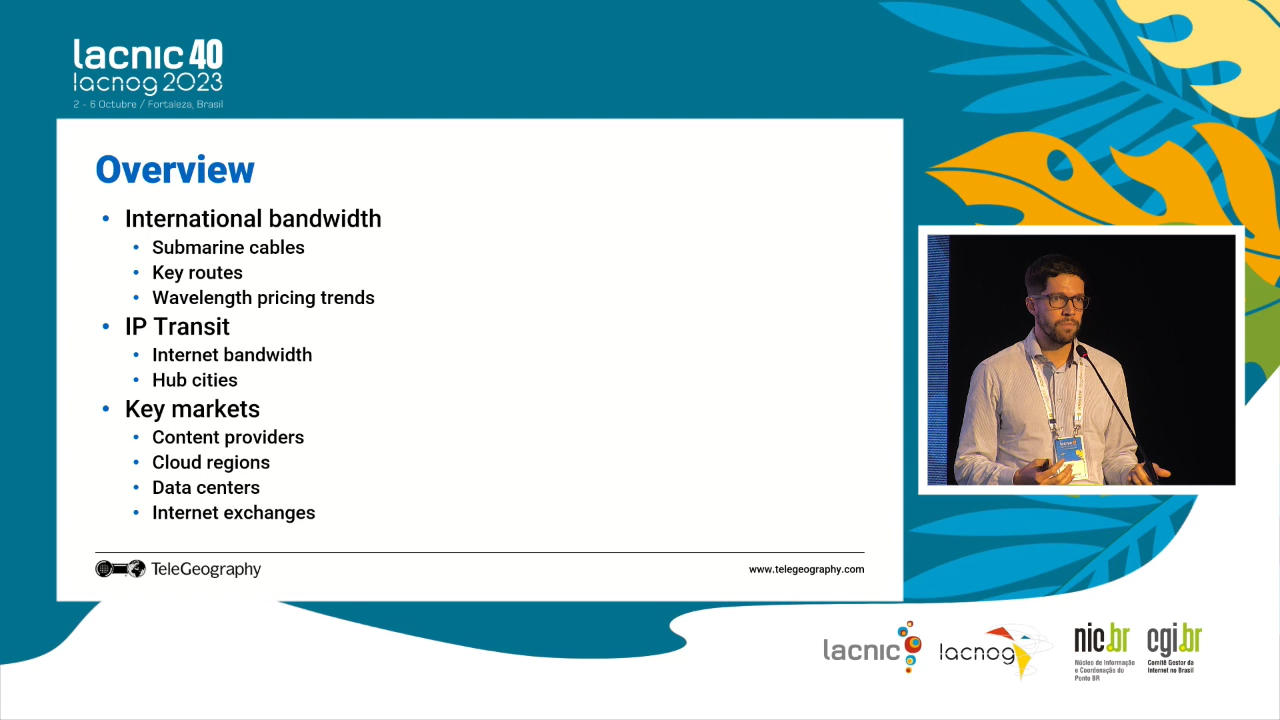 lacnic 40
lacnog 2023
2 - 6 Octubre / Fortaleza, Brasil
Overview
• International bandwidth
• Submarine cables
• Key routes
• Wavelength pricing trends
• IP Transit
• Internet bandwidth
• Hub cities
• Key markets
• Content providers
• Cloud regions
• Data centers
• Internet exchanges
TeleGeography
www.telegeography.com
lacnic
lacnog
nic.br
Núcleo de Informação
e Coordenação do
Ponto BR
cgi.br
Comitê Gestor da
Internet no Brasil